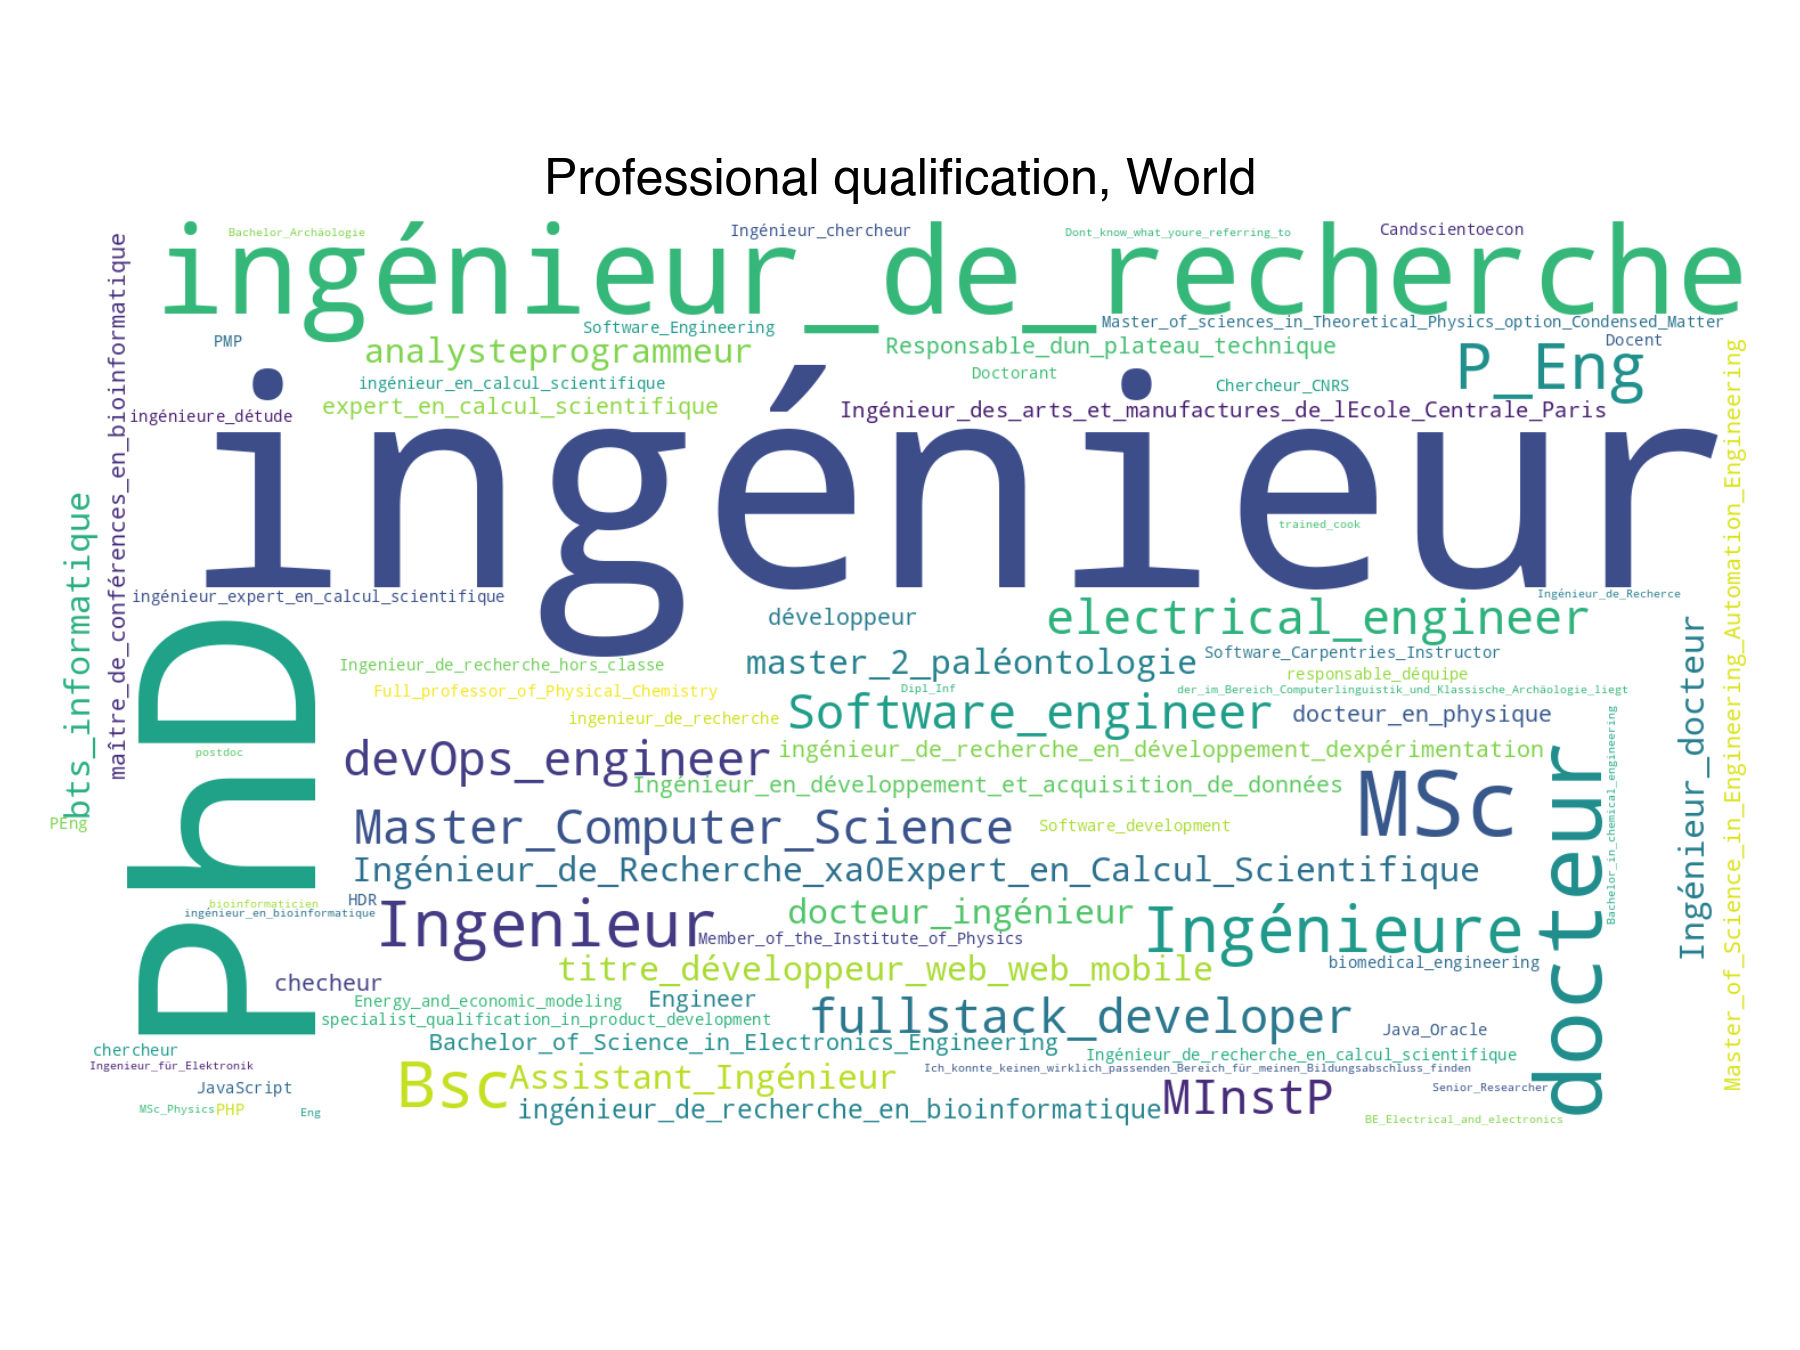 Professional qualification, World
Bachelor_Archäologie
Ingénieur_chercheur
Dont_know_what_youre_referring_to
Candscientoecon
ingénieur_de_recherche
Software_Engineering
Master_of_sciences_in_Theoretical_Physics_option_Condensed_Matter
PMP
analysteprogrammeur
Responsable_dun_plateau_technique
Docent
P_Eng
Doctorant
ingénieur_en_calcul_scientifique
Chercheur_CNRS
expert_en_calcul_scientifique
ingénieure_détude
Ingénieur_des_arts_et_manufactures_de_lEcole_Centrale_Paris
maître_de_conférences_en_bioinformatique
ingénieur
trained_cook
bts_informatique
Master_of_Science_in_Engineering_Automation_Engineering
ingénieur_expert_en_calcul_scientifique
Ingénieur_de_Recherce
développeur
electrical_engineer
Software_Carpentries_Instructor
master_2_paléontologie
Ingenieur_de_recherche_hors_classe
responsable_déquipe
Full_professor_of_Physical_Chemistry
Dipl_Inf
der_im_Bereich_Computerlinguistik_und_Klassische_Archäologie_liegt
ingenieur_de_recherche
Software_engineer
docteur_en_physique
Ingénieur_docteur
PhD
postdoc
devOps_engineer
ingénieur_de_recherche_en_développement_dexpérimentation
Ingénieur_en_développement_et_acquisition_de_données
MSc
Bachelor_in_chemical_engineering
PEng
Master_Computer_Science
Software_development
Ingénieur_de_Recherche_xa0Expert_en_Calcul_Scientifique
docteur
HDR
bioinformaticien
ingénieur_en_bioinformatique
Ingenieur
docteur_ingénieur
Ingénieure
Member_of_the_Institute_of_Physics
titre_développeur_web_web_mobile
biomedical_engineering
checheur
Energy_and_economic_modeling
Engineer
specialist_qualification_in_product_development
fullstack_developer
Java_Oracle
Bachelor_of_Science_in_Electronics_Engineering
chercheur
Ingénieur_de_recherche_en_calcul_scientifique
Ingenieur_für_Elektronik
Ich_konnte_keinen_wirklich_passenden_Bereich_für_meinen_Bildungsabschluss_finden
JavaScript
Bsc
Assistant_Ingénieur
Senior_Researcher
MInstP
MSc_Physics
PHP
Eng
ingénieur_de_recherche_en_bioinformatique
BE_Electrical_and_electronics